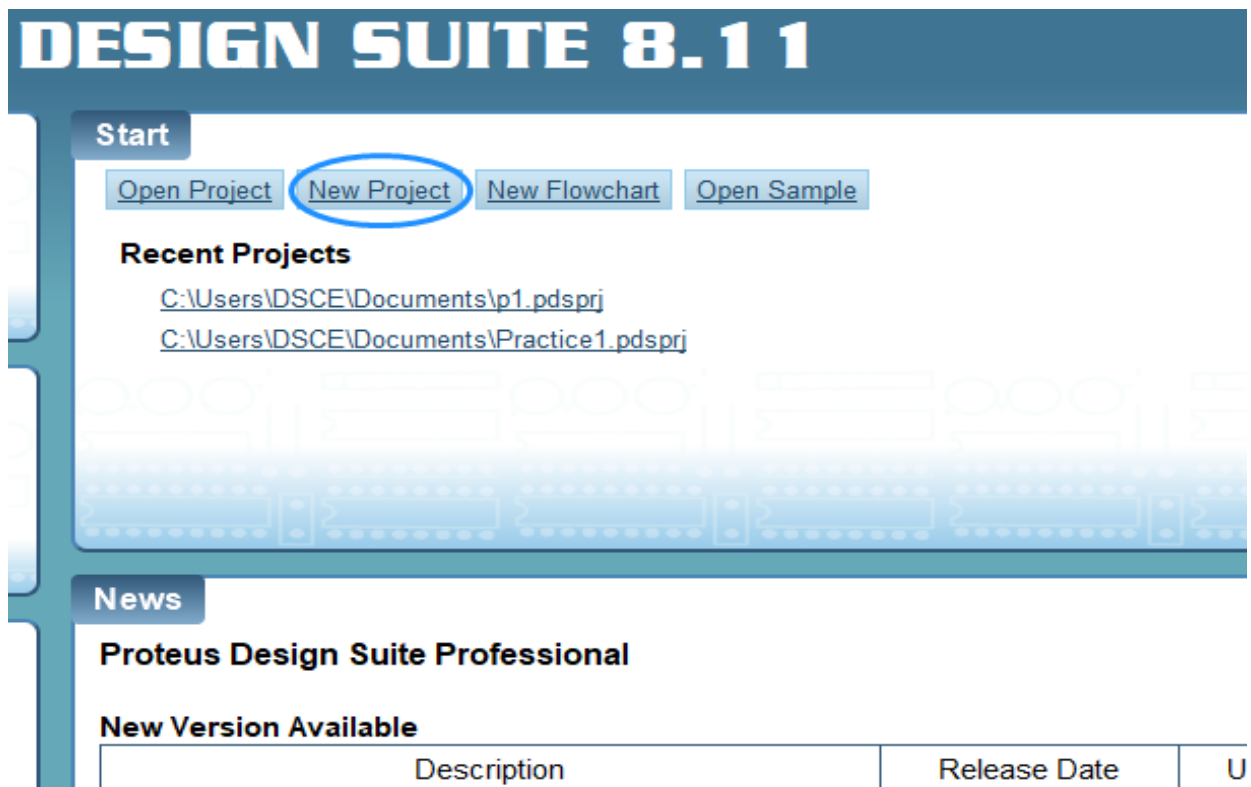 DESIGN SUITE 8.11
Start
Open Project New Project New Flowchart Open Sample
Recent Projects
C:\Users\DSCE\Documents\p1.pdsprj
C:\Users\DSCE\Documents\Practice1.pdsprj
News
Proteus Design Suite Professional
New Version Available
Description Release Date U